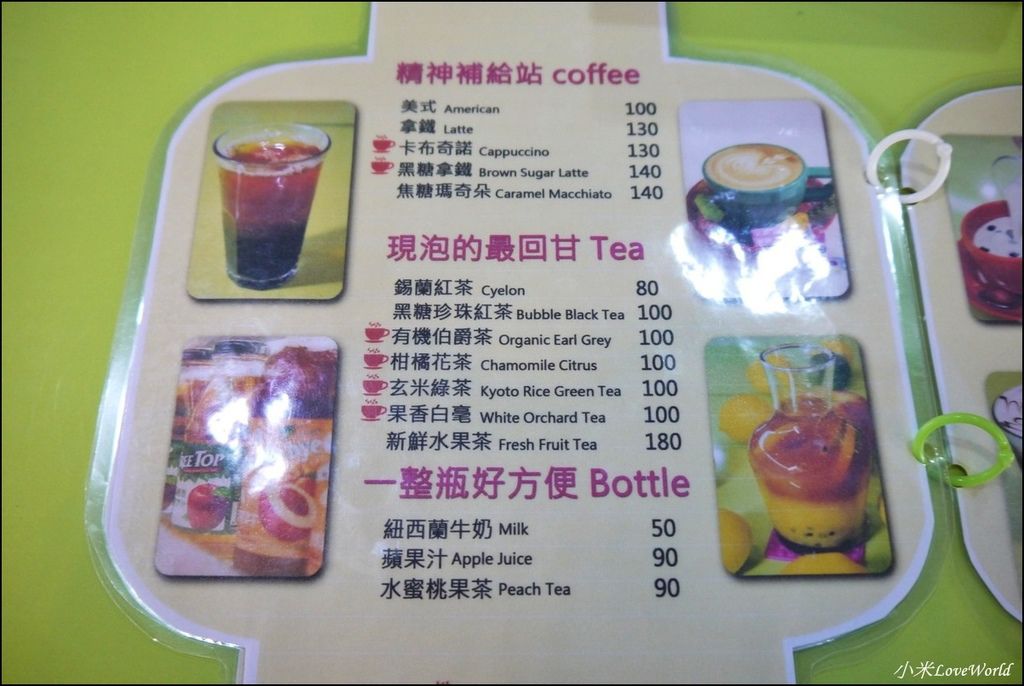 精神補給站 coffee
美式 American 100
拿鐵 Latte 130
卡布奇諾 Cappuccino 130
黑糖拿鐵 Brown Sugar Latte 140
焦糖瑪奇朵 Caramel Macchiato 140
現泡的最回甘 Tea
錫蘭紅茶 Cyelon 80
黑糖珍珠紅茶 Bubble Black Tea 100
有機伯爵茶 Organic Earl Grey 100
柑橘花茶 Chamomile Citrus 100
玄米綠茶 Kyoto Rice Green Tea 100
果香白毫 White Orchard Tea 100
新鮮水果茶 Fresh Fruit Tea 180
一整瓶好方便 Bottle
紐西蘭牛奶 Milk 50
蘋果汁 Apple Juice 90
水蜜桃果茶 Peach Tea 90
TOP
小米LoveWorld